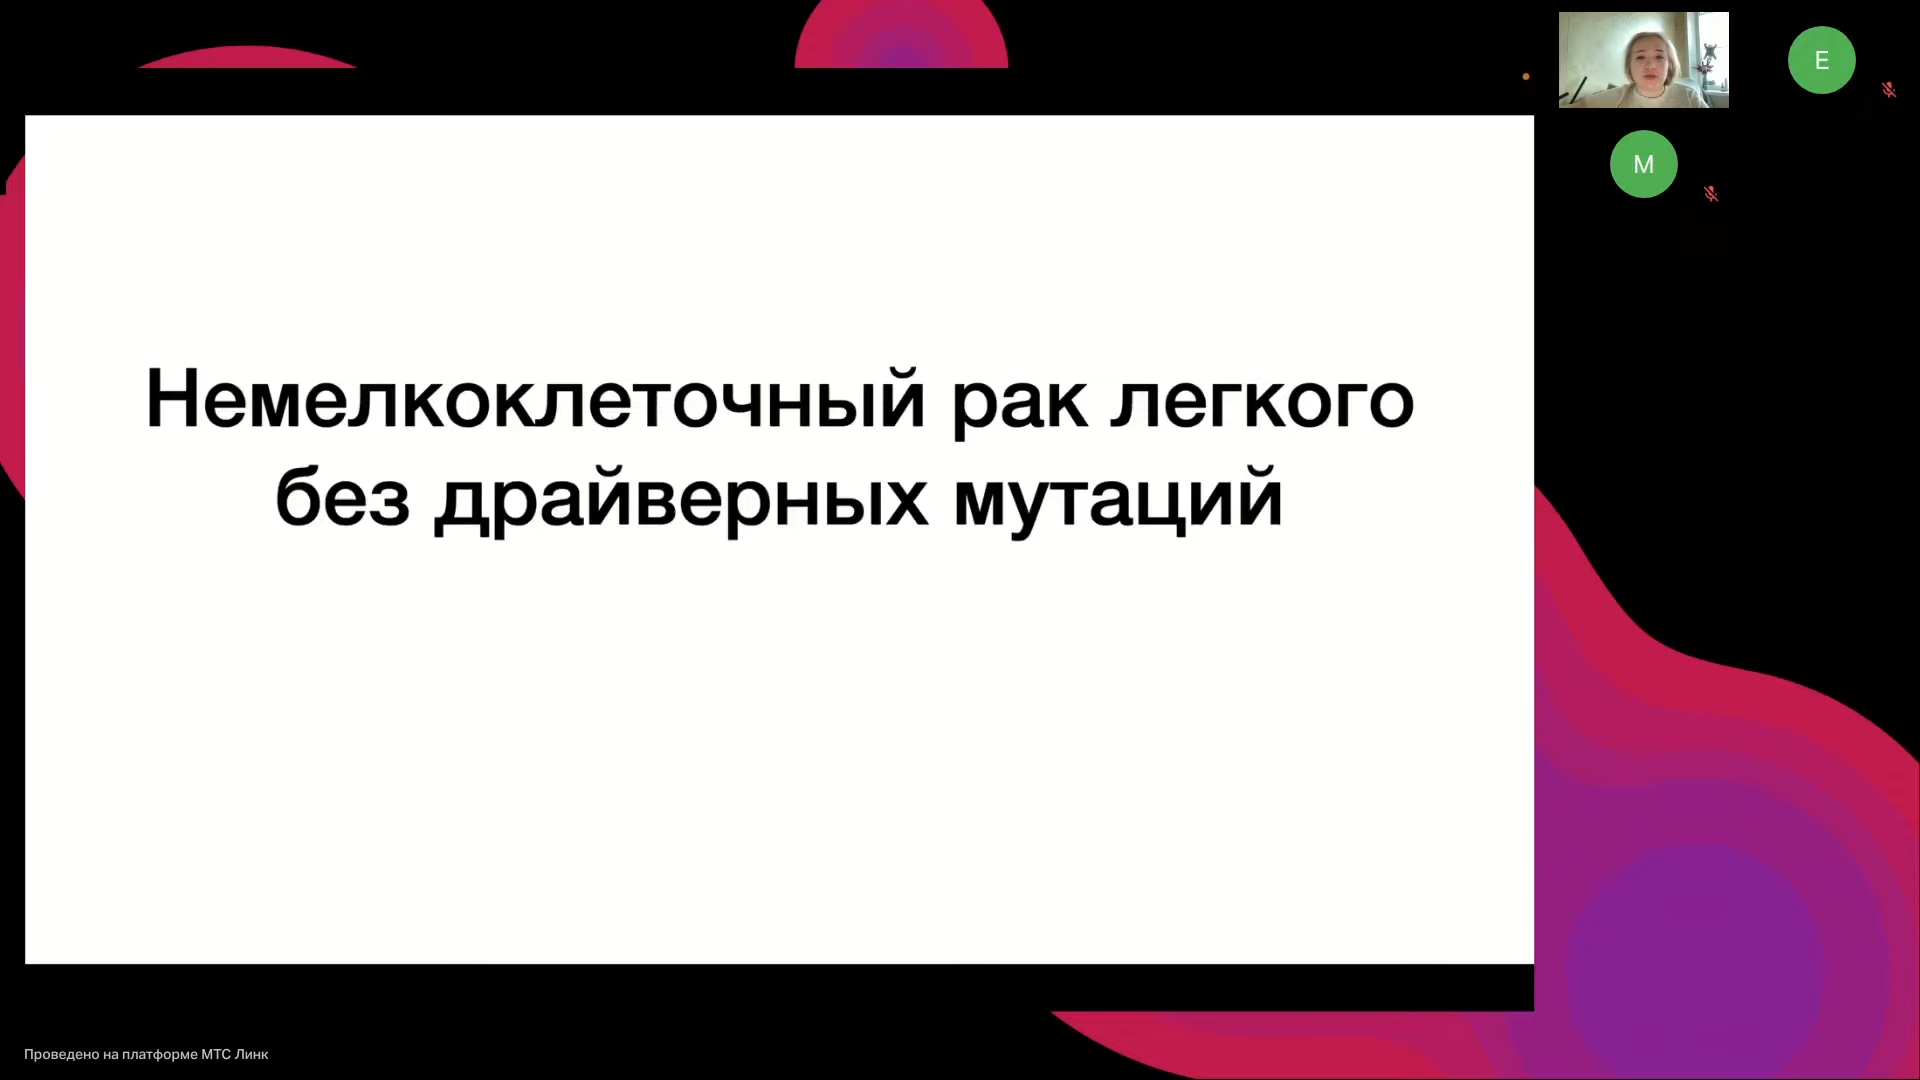 E
M
Немелкоклеточный рак легкого
без драйверных мутаций
Проведено на платформе МТС Линк